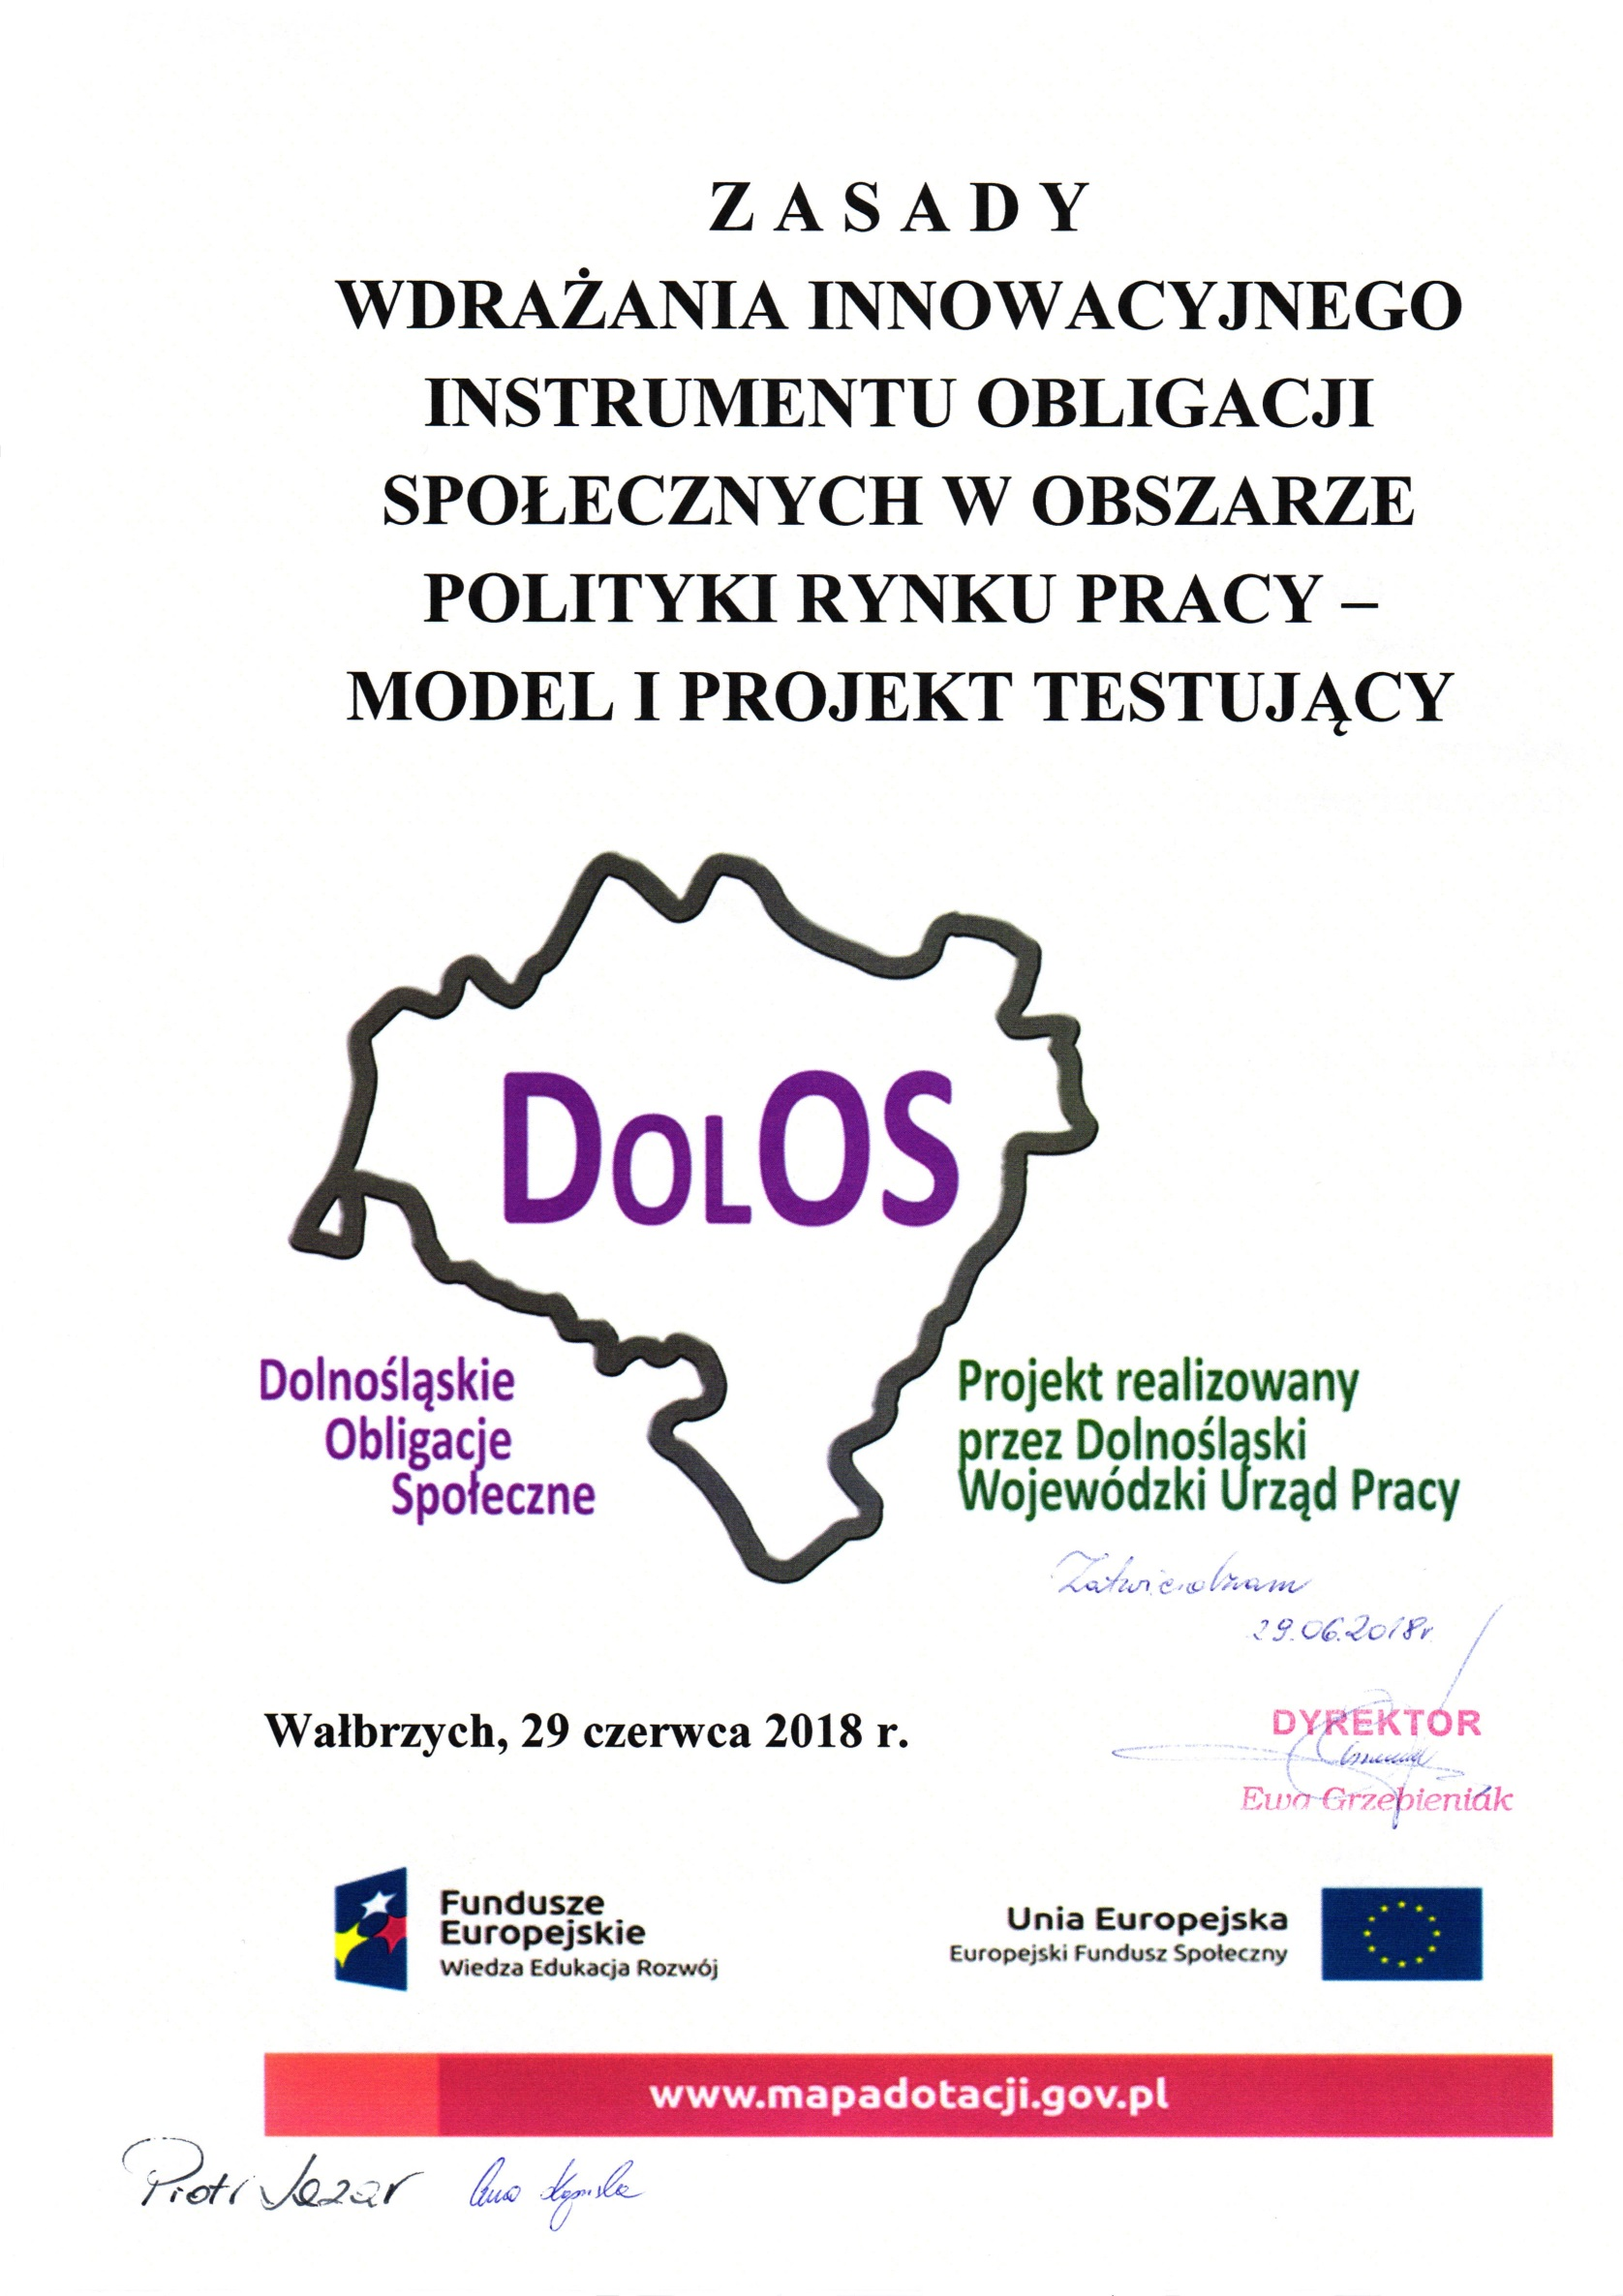 Z A S A D Y
WDRAŻANIA INNOWACYJNEGO
INSTRUMENTU OBLIGACJI
SPOŁECZNYCH W OBSZARZE
POLITYKI RYNKU PRACY –
MODEL I PROJEKT TESTUJĄCY
DOLOS
Dolnośląskie
Obligacje
Społeczne
Projekt realizowany
przez Dolnośląski
Wojewódzki Urząd Pracy
Zatwierdzam
29.06.2018r
Wałbrzych, 29 czerwca 2018 r.
DYREKTOR
Ewa Grzebieniak
Fundusze
Europejskie
Wiedza Edukacja Rozwój
Unia Europejska
Europejski Fundusz Społeczny
www.mapadotacji.gov.pl
Piotr